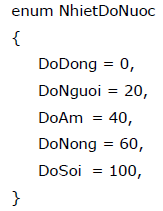 enum NhietDoNuoc
{
DoDong = 0,
DoNguoi = 20,
DoAm = 40,
DoNong = 60,
DoSoi = 100,
}